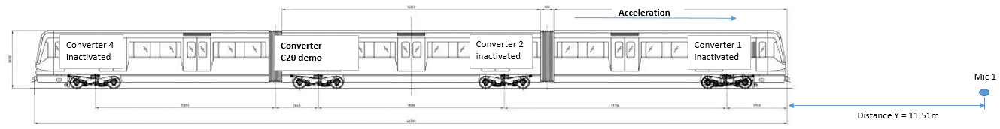 Acceleration
Converter 4
inactivated
Converter
C20 demo
Converter 2
inactivated
Converter 1
inactivated
Mic 1
Distance Y = 11.51m